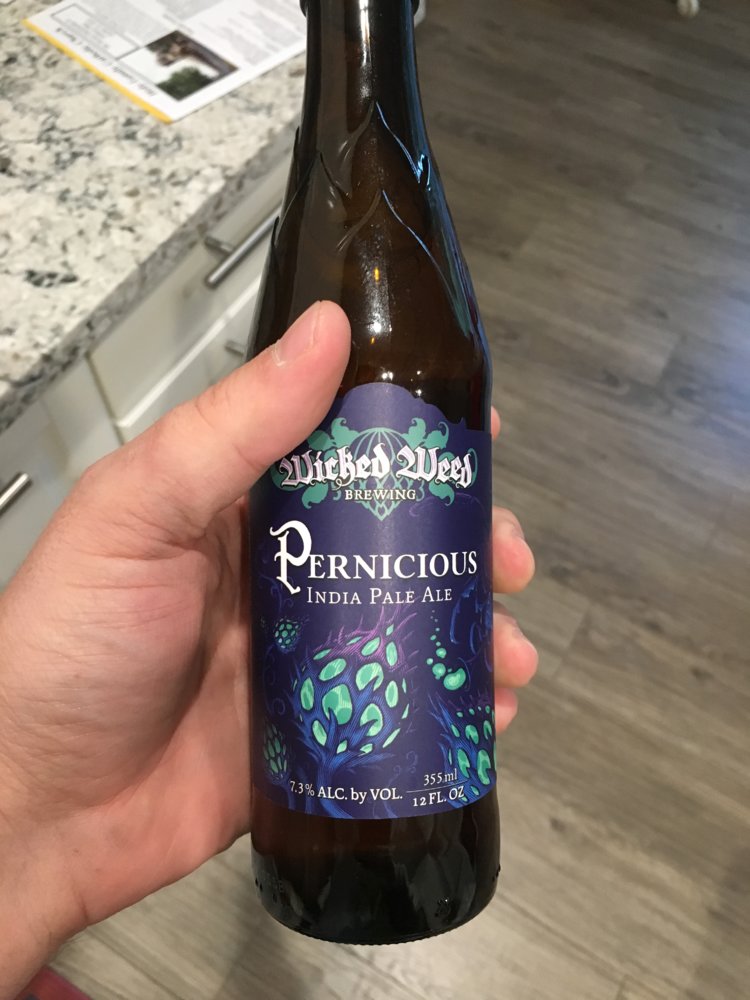 Wicked Weed
BREWING
PERNICIOUS
INDIA PALE ALE
7.3% ALC. by VOL.
355 ml
12 FL. OZ